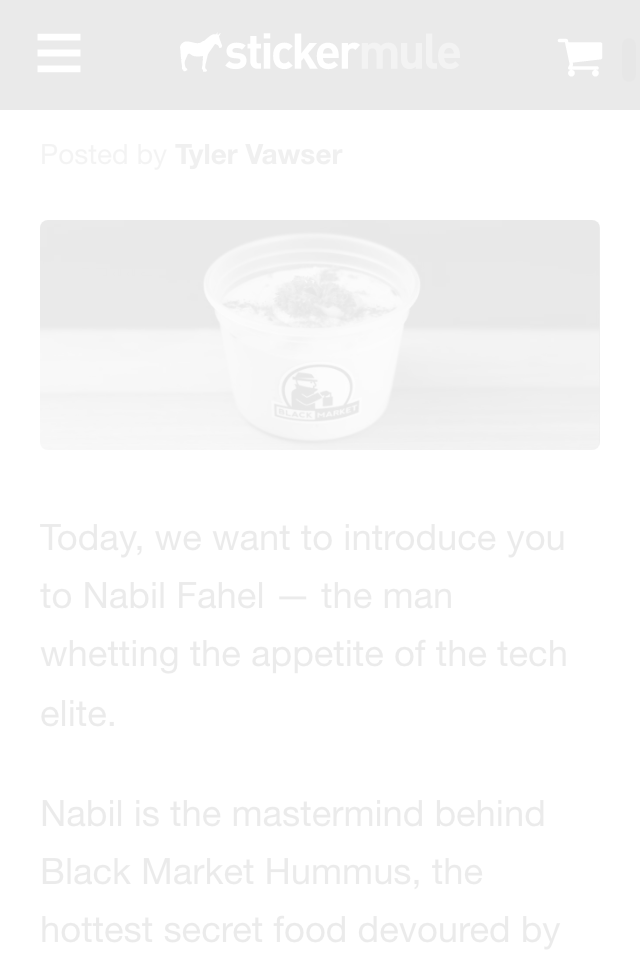 stickermule
Posted by Tyler Vawser
BLACK MARKET
Today, we want to introduce you
to Nabil Fahel — the man
whetting the appetite of the tech
elite.
Nabil is the mastermind behind
Black Market Hummus, the
hottest secret food devoured by